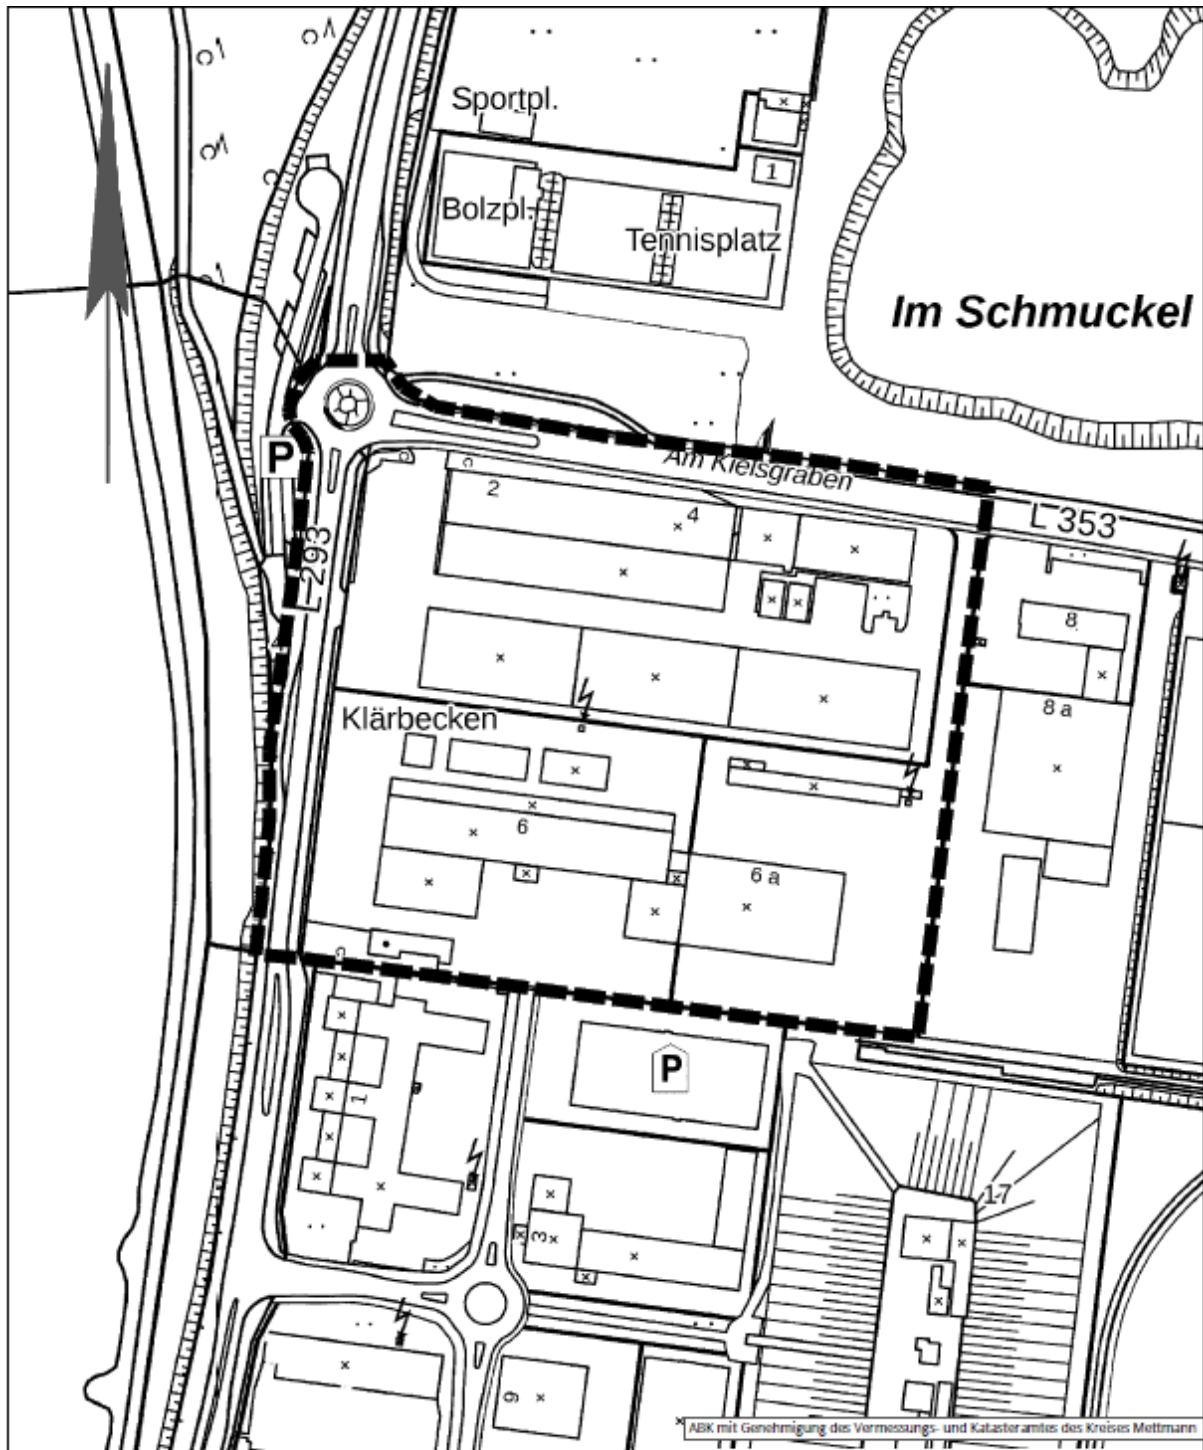 Sportpl.
1
Bolzpl.
Tennisplatz
Im Schmuckel
P
Am Kielsgraben
2
4
L 353
L 293
8
8 a
Klärbecken
6
6 a
P
1
17
3
6
ABK mit Genehmigung des Vermessungs- und Katasteramtes des Kreises Mettmann